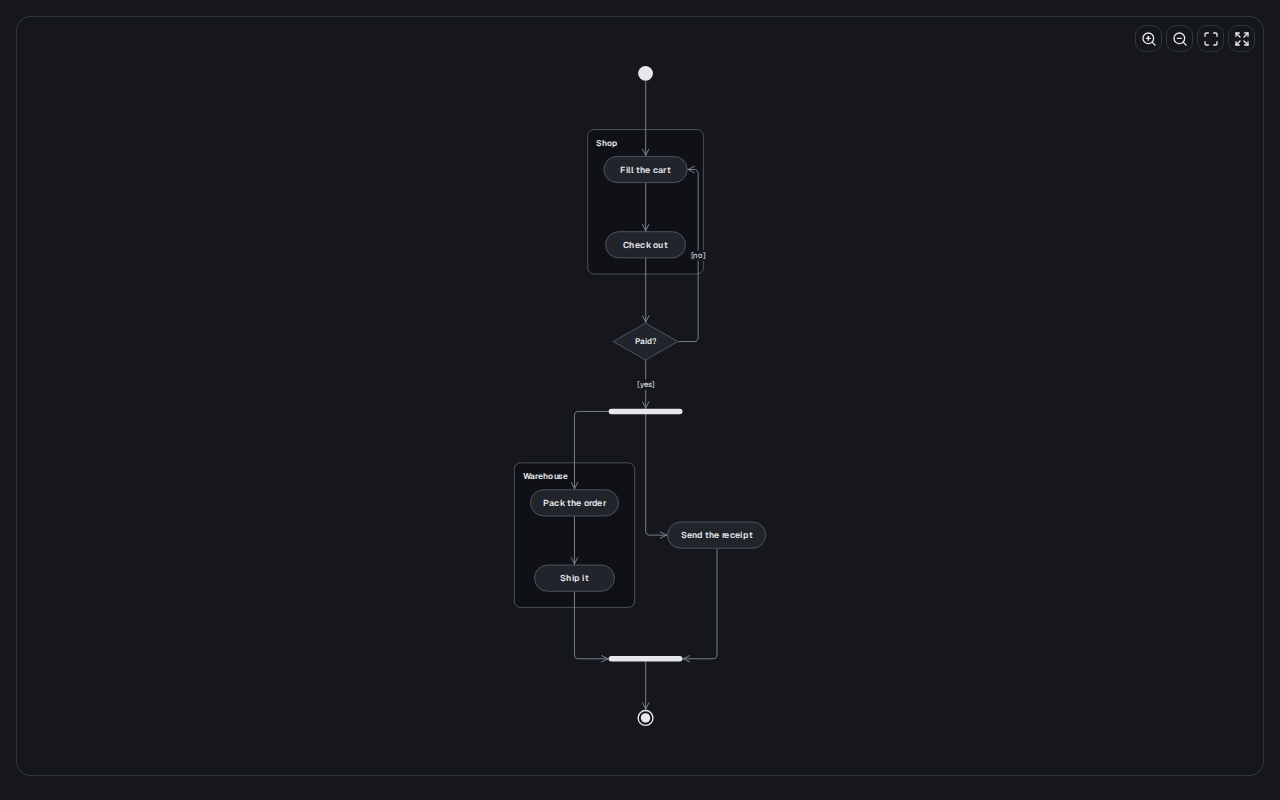 Shop
Fill the cart
Check out
[no]
Paid?
[yes]
Warehouse
Pack the order
Send the receipt
Ship it